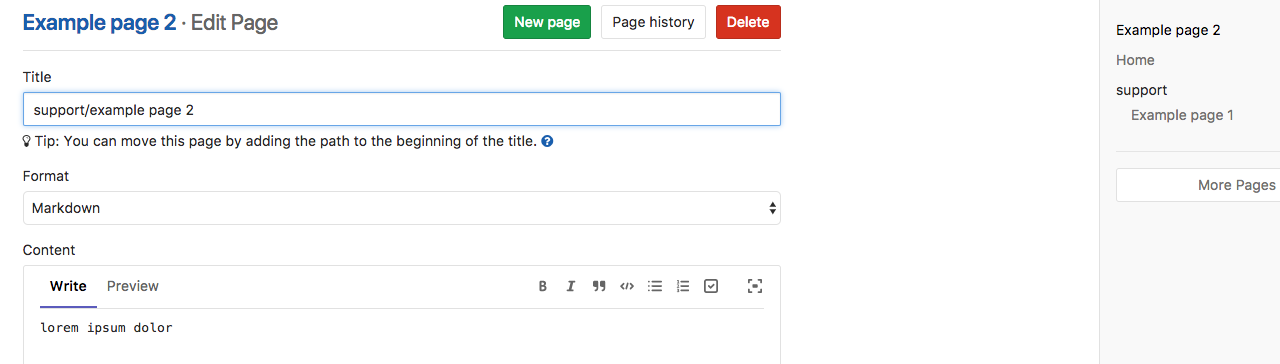 Example page 2 · Edit Page
New page
Page history
Delete
Title
support/example page 2
Tip: You can move this page by adding the path to the beginning of the title. ?
Format
Markdown
Content
Write Preview
B I
lorem ipsum dolor
Example page 2
Home
support
Example page 1
More Pages